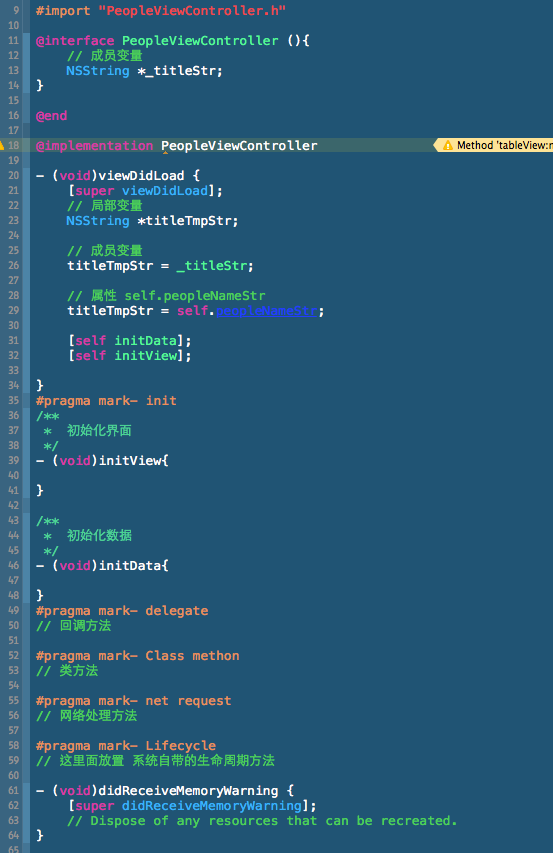 9 #import "PeopleViewController.h"
10
11 @interface PeopleViewController (){
12 // 成员变量
13 NSString *_titleStr;
14 }
15
16 @end
17
18 @implementation PeopleViewController Method 'tableView:n
19
20 - (void)viewDidLoad {
21 [super viewDidLoad];
22 // 局部变量
23 NSString *titleTmpStr;
24
25 // 成员变量
26 titleTmpStr = _titleStr;
27
28 // 属性 self.peopleNameStr
29 titleTmpStr = self.peopleNameStr;
30
31 [self initData];
32 [self initView];
33
34 }
35 #pragma mark- init
36 /**
37 * 初始化界面
38 */
39 - (void)initView{
40
41 }
42
43 /**
44 * 初始化数据
45 */
46 - (void)initData{
47
48 }
49 #pragma mark- delegate
50 // 回调方法
51
52 #pragma mark- Class methon
53 // 类方法
54
55 #pragma mark- net request
56 // 网络处理方法
57
58 #pragma mark- Lifecycle
59 // 这里面放置 系统自带的生命周期方法
60
61 - (void)didReceiveMemoryWarning {
62 [super didReceiveMemoryWarning];
63 // Dispose of any resources that can be recreated.
64 }
65